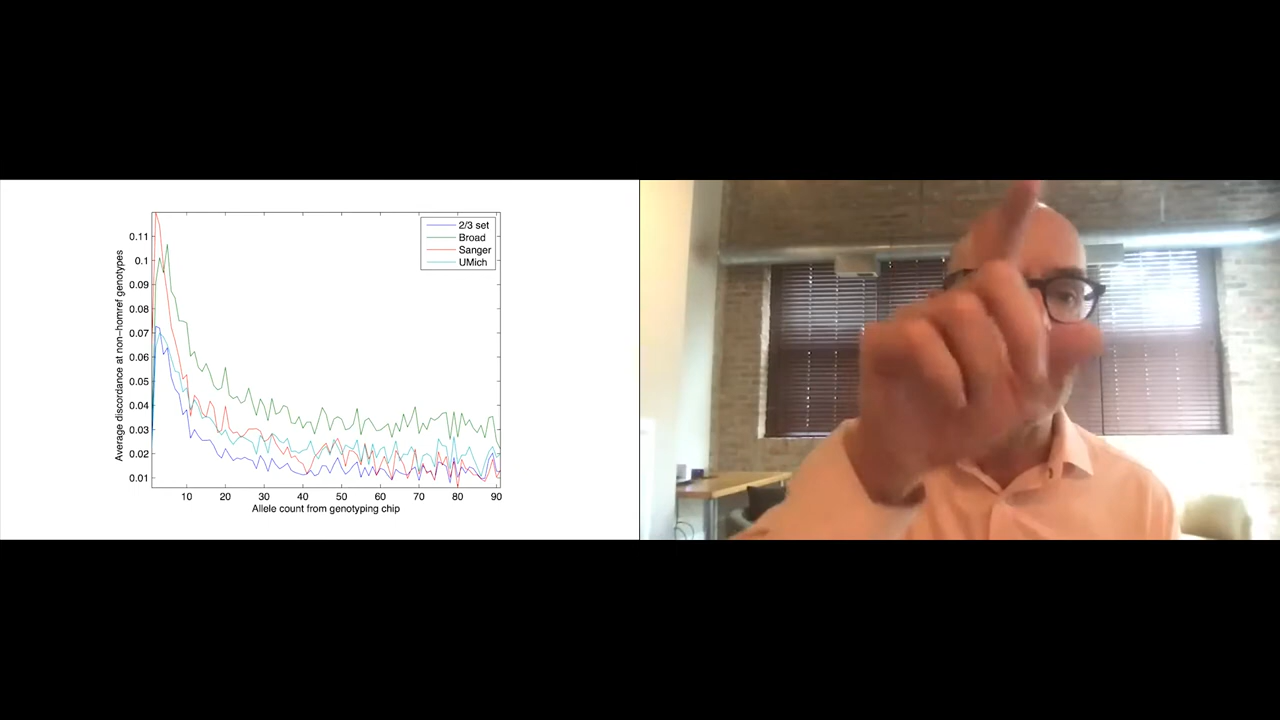 2/3 set
Broad
Sanger
UMich
0.11
0.1
0.09
0.08
0.07
0.06
0.05
0.04
0.03
0.02
0.01
Average discordance at non-homref genotypes
10 20 30 40 50 60 70 80 90
Allele count from genotyping chip